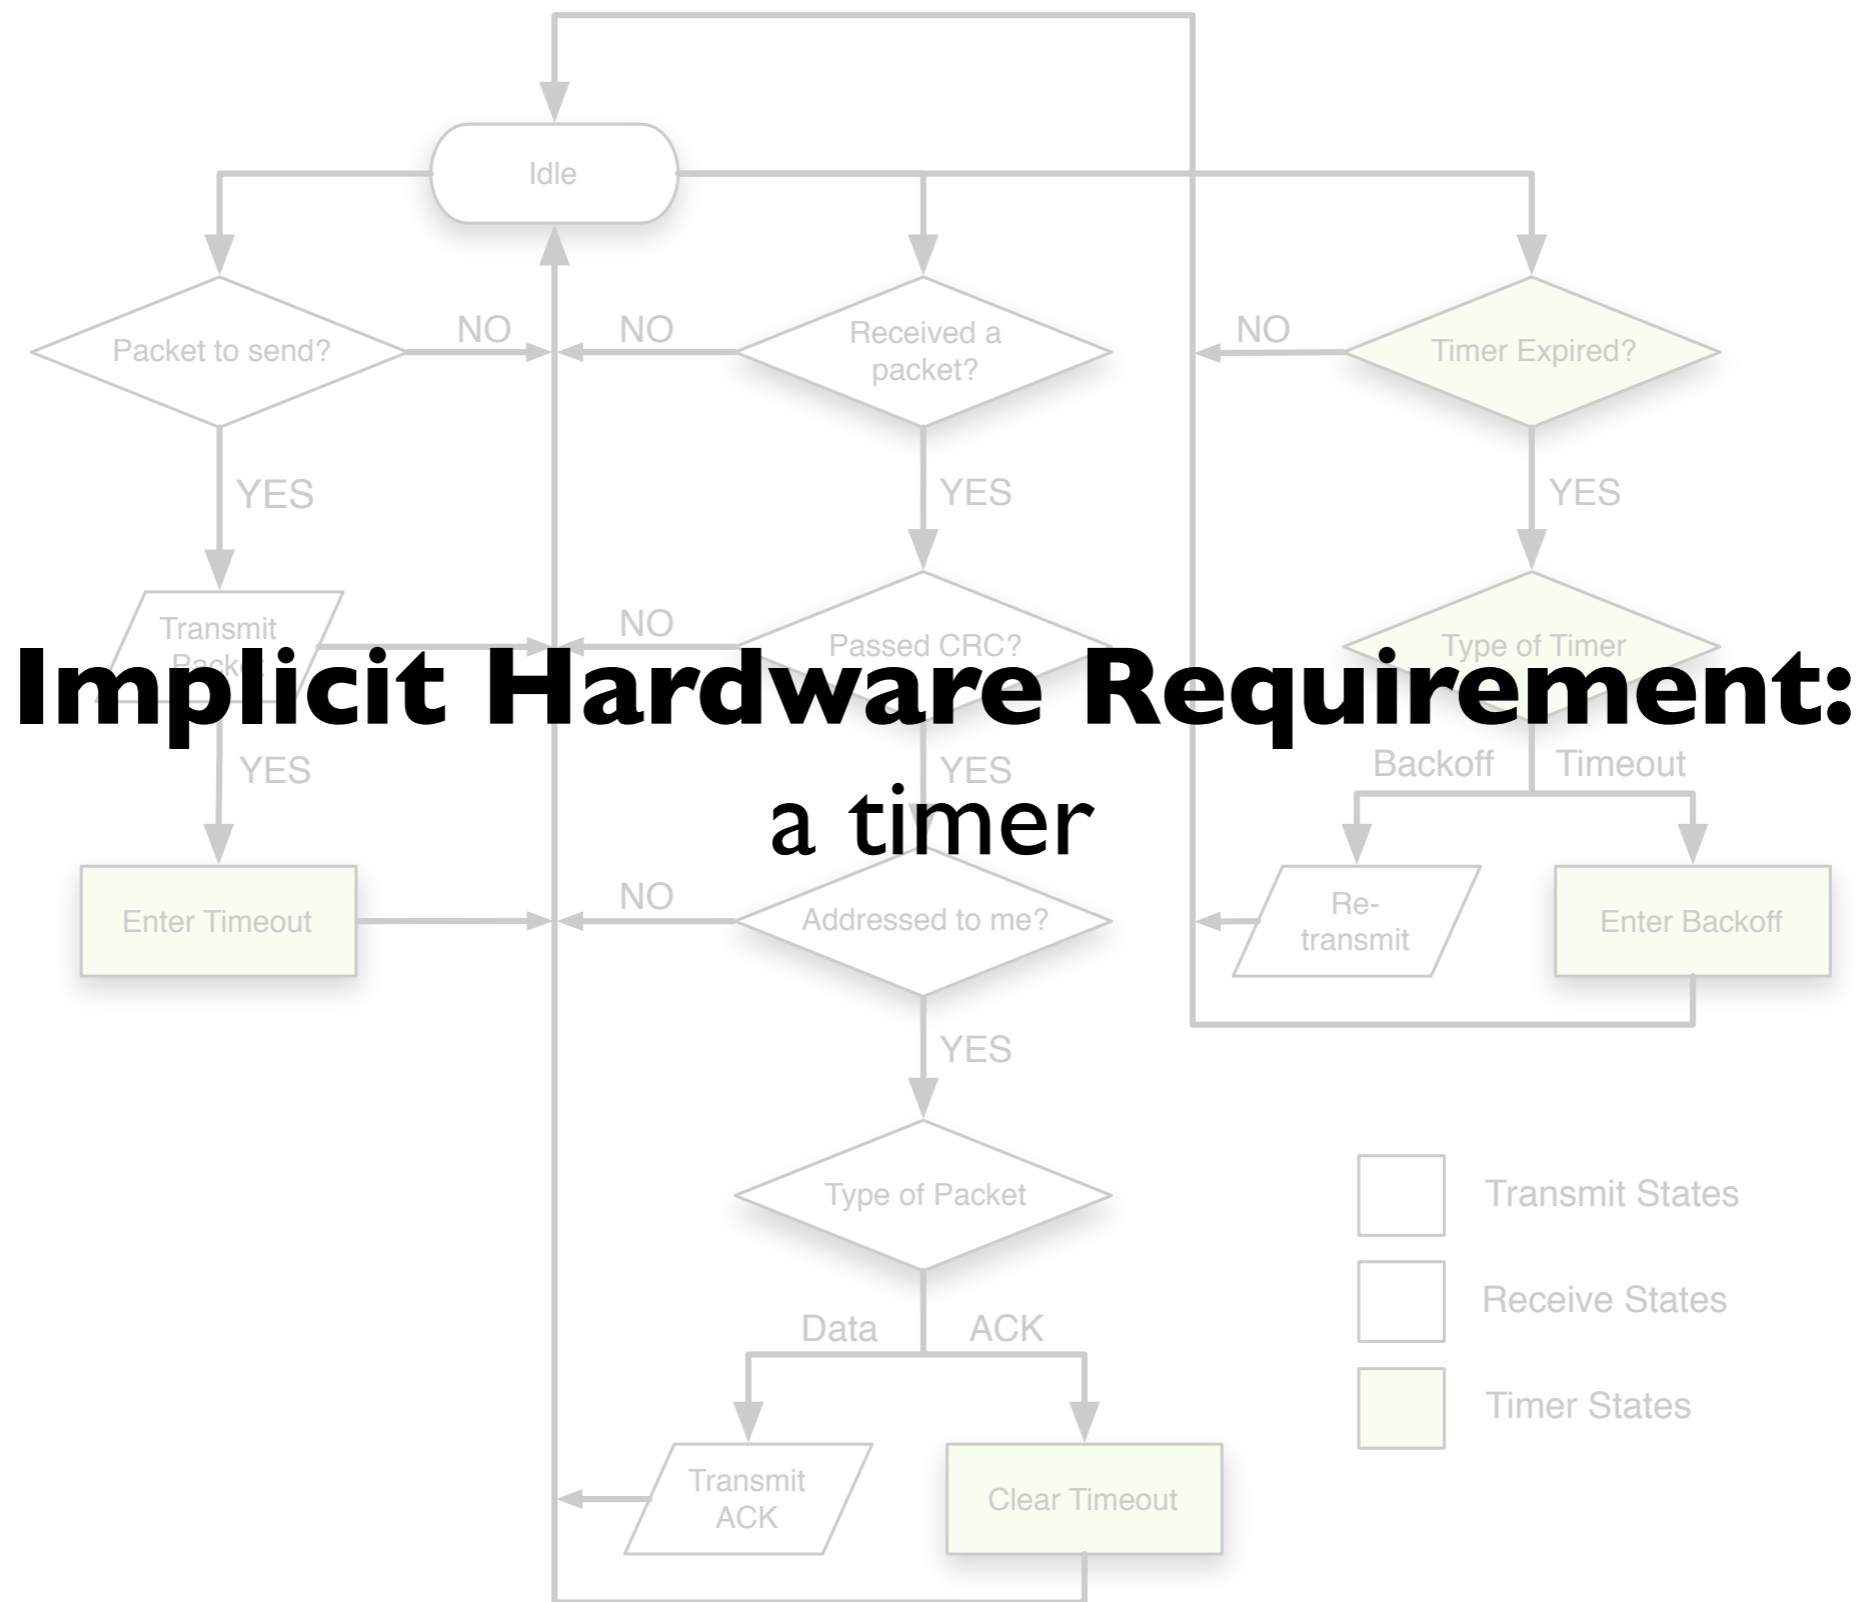 Idle
Packet to send?
NO
NO
Received a
packet?
NO
Timer Expired?
YES
YES
YES
Transmit
Packet
NO
Passed CRC?
Type of Timer
Implicit Hardware Requirement:
a timer
YES
YES
Backoff
Timeout
Enter Timeout
NO
Addressed to me?
Re-
transmit
Enter Backoff
YES
Type of Packet
Transmit States
Receive States
Data
ACK
Timer States
Transmit
ACK
Clear Timeout